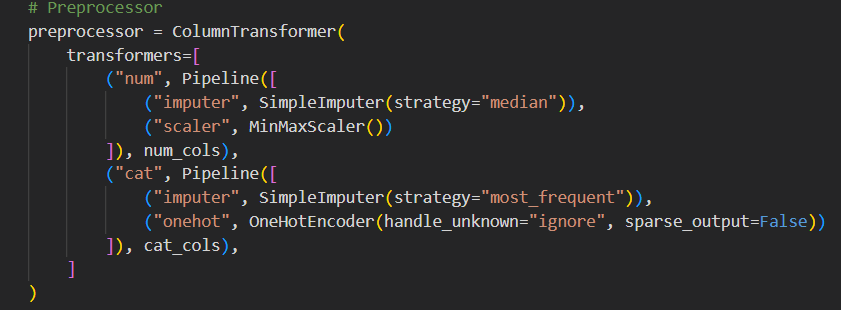 # Preprocessor
preprocessor = ColumnTransformer(
    transformers=[
        ("num", Pipeline([
            ("imputer", SimpleImputer(strategy="median")),
            ("scaler", MinMaxScaler())
        ]), num_cols),
        ("cat", Pipeline([
            ("imputer", SimpleImputer(strategy="most_frequent")),
            ("onehot", OneHotEncoder(handle_unknown="ignore", sparse_output=False))
        ]), cat_cols),
    ]
)